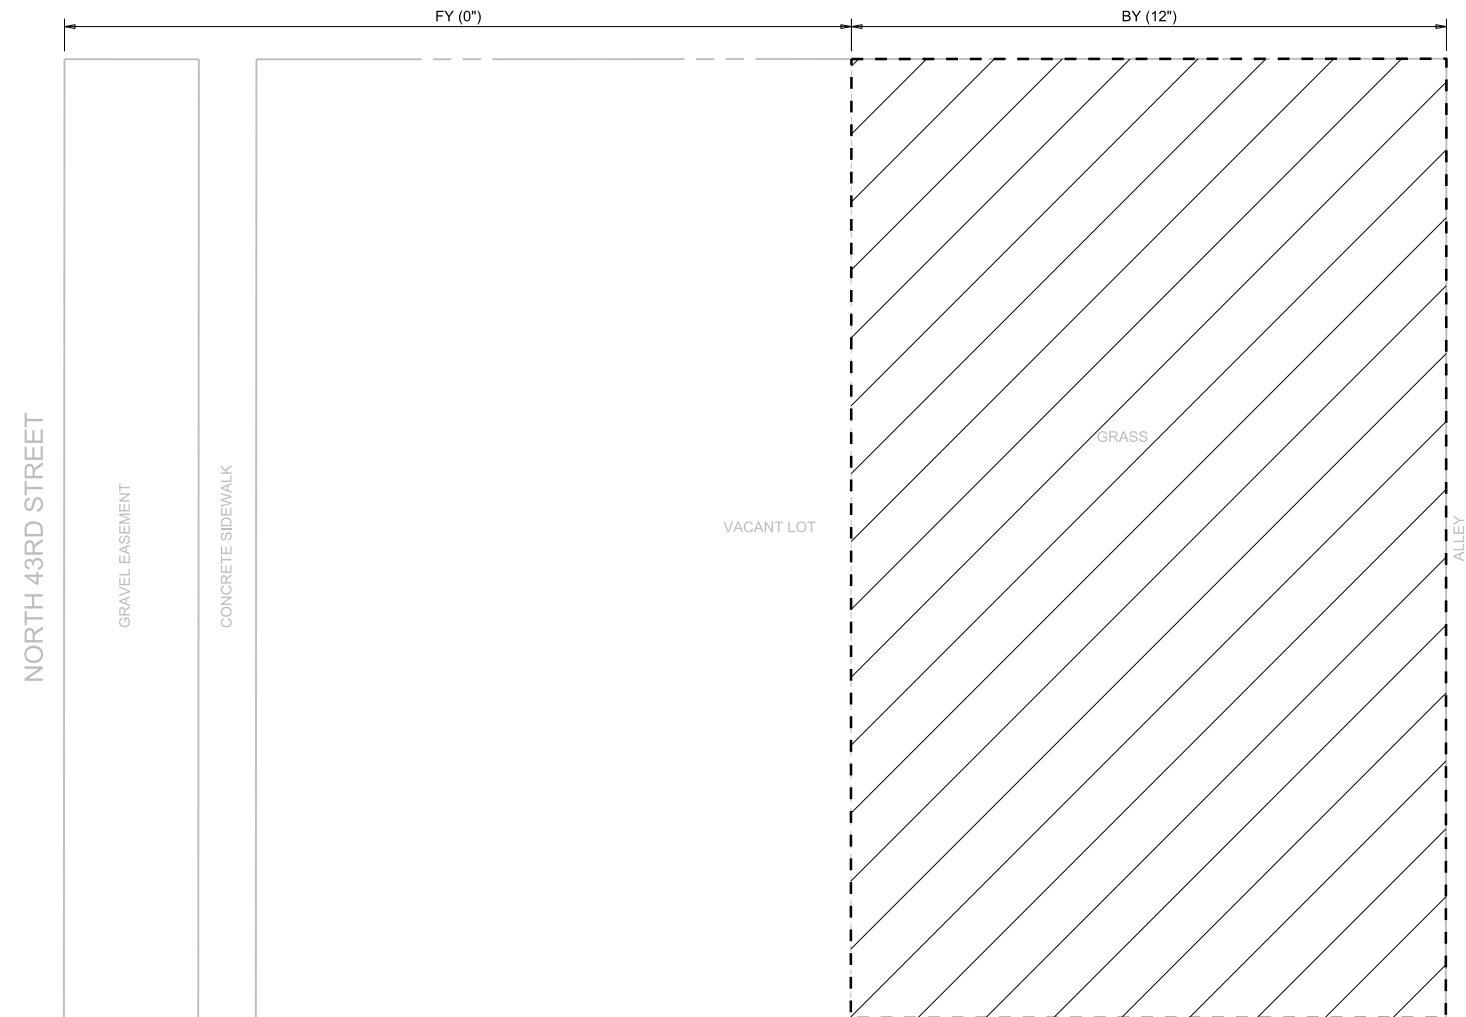 FY (0")
BY (12")
NORTH 43RD STREET
GRAVEL EASEMENT
CONCRETE SIDEWALK
VACANT LOT
GRASS
ALLEY